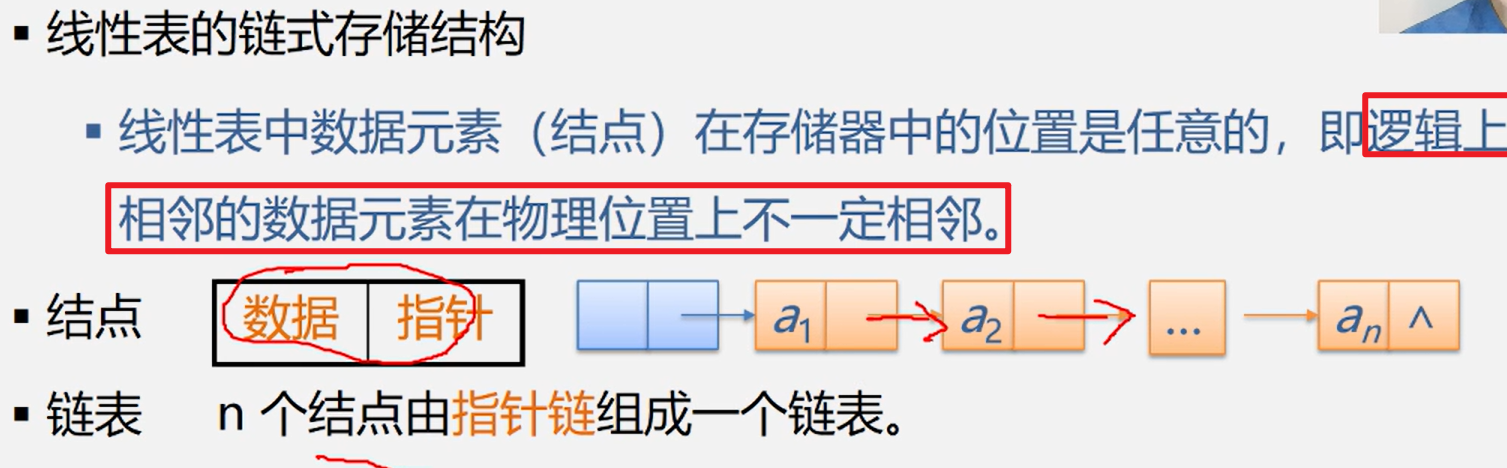 线性表的链式存储结构
线性表中数据元素（结点）在存储器中的位置是任意的，即逻辑上
相邻的数据元素在物理位置上不一定相邻。
结点 数据 指针 a1 a2 … an ∧
链表 n 个结点由指针链组成一个链表。